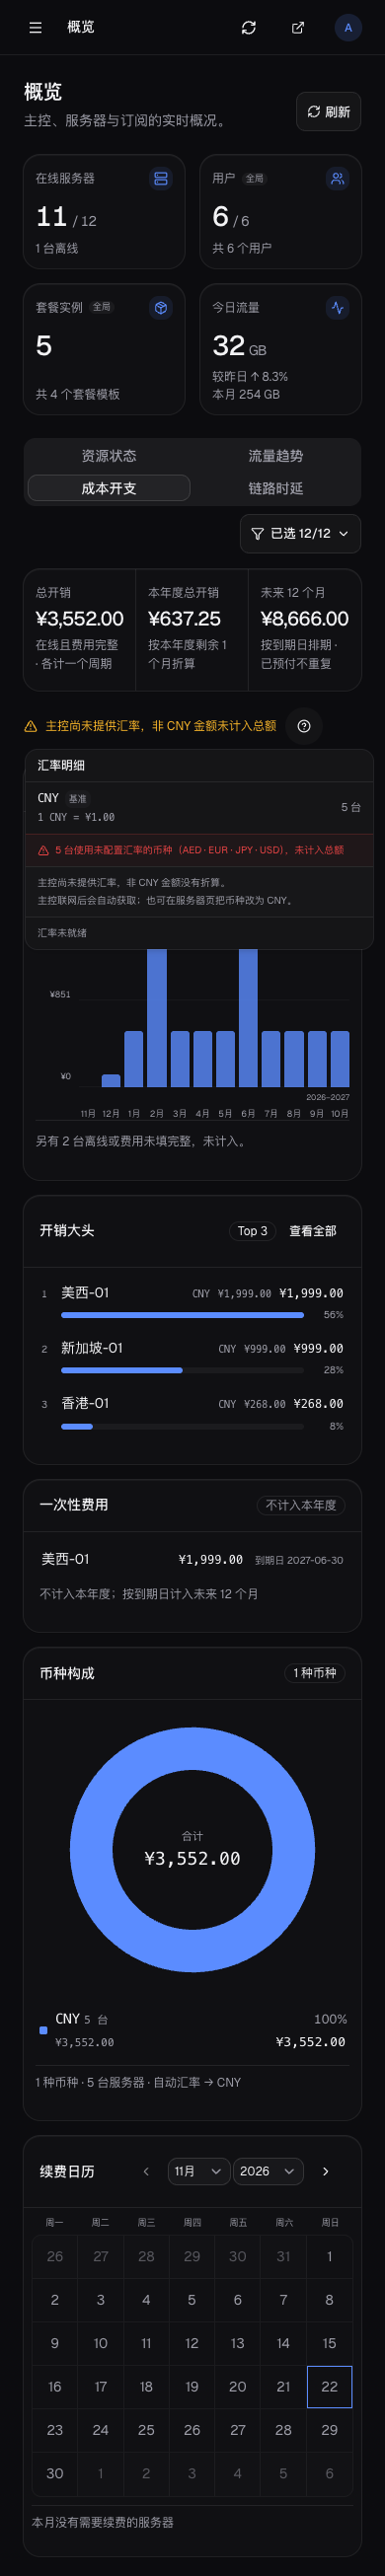 概览
A
概览
主控、服务器与订阅的实时概况。
刷新
在线服务器
11 / 12
1 台离线
用户 全局
6 / 6
共 6 个用户
套餐实例 全局
5
共 4 个套餐模板
今日流量
32 GB
较昨日 ↑ 8.3%
本月 254 GB
资源状态
流量趋势
成本开支
链路时延
已选 12/12
总开销
¥3,552.00
在线且费用完整
· 各计一个周期
本年度总开销
¥637.25
按本年度剩余 1
个月折算
未来 12 个月
¥8,666.00
按到期日排期 ·
已预付不重复
主控尚未提供汇率，非 CNY 金额未计入总额
汇率明细
CNY 基准
1 CNY = ¥1.00
5 台
5 台使用未配置汇率的币种（AED · EUR · JPY · USD），未计入总额
主控尚未提供汇率，非 CNY 金额没有折算。
主控联网后会自动获取；也可在服务器页把币种改为 CNY。
汇率未就绪
¥851
¥0
2026–2027
11月 12月 1月 2月 3月 4月 5月 6月 7月 8月 9月 10月
另有 2 台离线或费用未填完整，未计入。
开销大头
Top 3
查看全部
1 美西-01 CNY ¥1,999.00 ¥1,999.00
56%
2 新加坡-01 CNY ¥999.00 ¥999.00
28%
3 香港-01 CNY ¥268.00 ¥268.00
8%
一次性费用
不计入本年度
美西-01 ¥1,999.00 到期日 2027-06-30
不计入本年度；按到期日计入未来 12 个月
币种构成
1 种币种
合计
¥3,552.00
CNY 5 台 100%
¥3,552.00 ¥3,552.00
1 种币种 · 5 台服务器 · 自动汇率 → CNY
续费日历
11月
2026
周一 周二 周三 周四 周五 周六 周日
26 27 28 29 30 31 1
2 3 4 5 6 7 8
9 10 11 12 13 14 15
16 17 18 19 20 21 22
23 24 25 26 27 28 29
30 1 2 3 4 5 6
本月没有需要续费的服务器